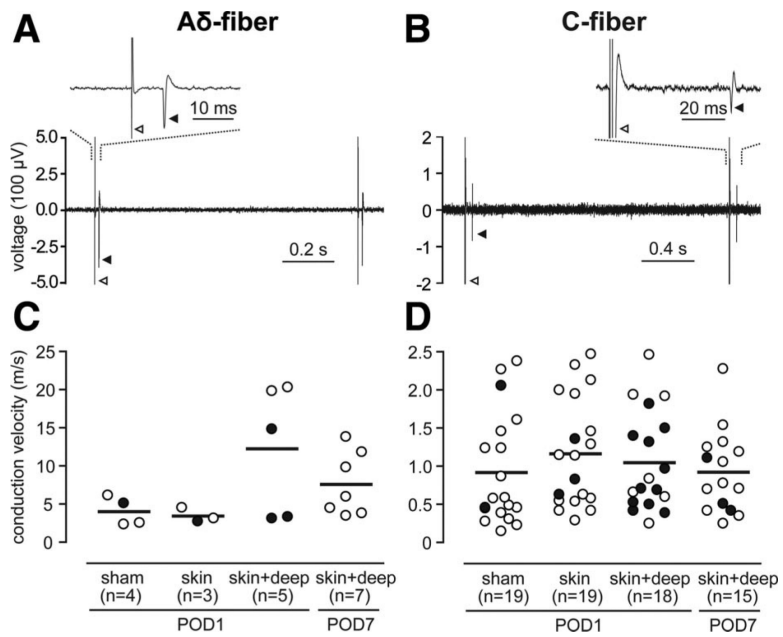 A Aδ-fiber
10 ms
voltage (100 µV)
5.0
2.5
0.0
-2.5
-5.0
0.2 s
B C-fiber
20 ms
2
1
0
-1
-2
0.4 s
C
conduction velocity (m/s)
25
20
15
10
5
0
sham skin skin+deep skin+deep
(n=4) (n=3) (n=5) (n=7)
POD1 POD7
D
2.5
2.0
1.5
1.0
0.5
0
sham skin skin+deep skin+deep
(n=19) (n=19) (n=18) (n=15)
POD1 POD7